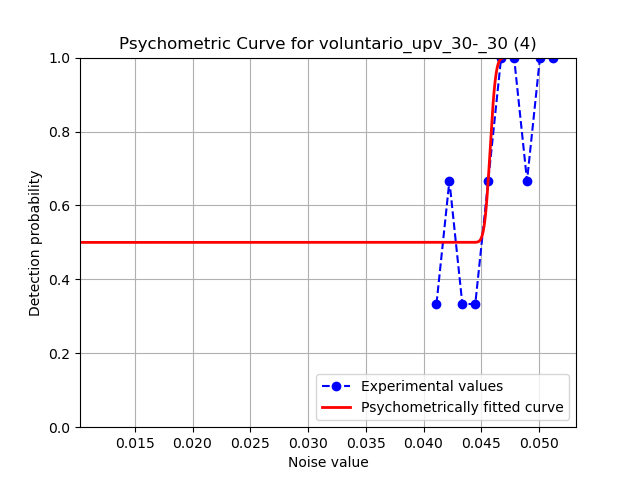 Psychometric Curve for voluntario_upv_30-_30 (4)
1.0
0.8
0.6
0.4
0.2
0.0
Detection probability
Experimental values
Psychometrically fitted curve
0.015 0.020 0.025 0.030 0.035 0.040 0.045 0.050
Noise value